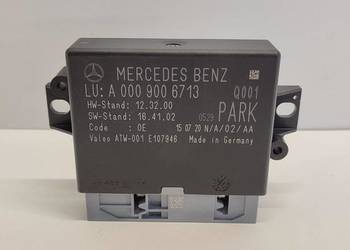 MERCEDES BENZ
LU: A 000 900 6713 Q001
HW-Stand: 12.32.00 PARK
SW-Stand: 16.41.02 0529
Code : 0E 15 07 20 N/A/02/AA
Valeo ATW-001 E107946 Made in Germany